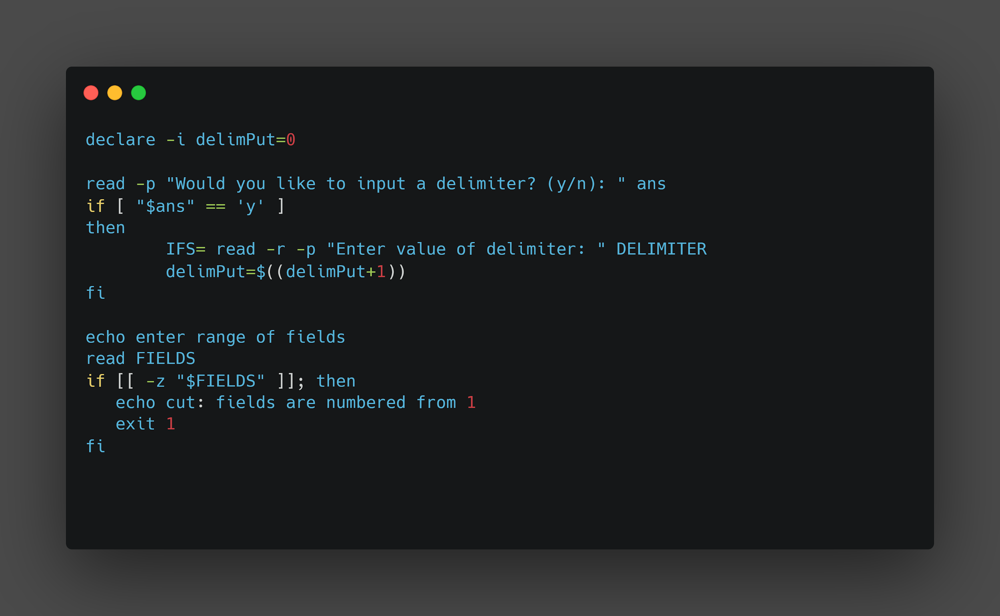 declare -i delimPut=0
read -p "Would you like to input a delimiter? (y/n): " ans
if [ "$ans" == 'y' ]
then
        IFS= read -r -p "Enter value of delimiter: " DELIMITER
        delimPut=$((delimPut+1))
fi
echo enter range of fields
read FIELDS
if [[ -z "$FIELDS" ]]; then
   echo cut: fields are numbered from 1
   exit 1
fi